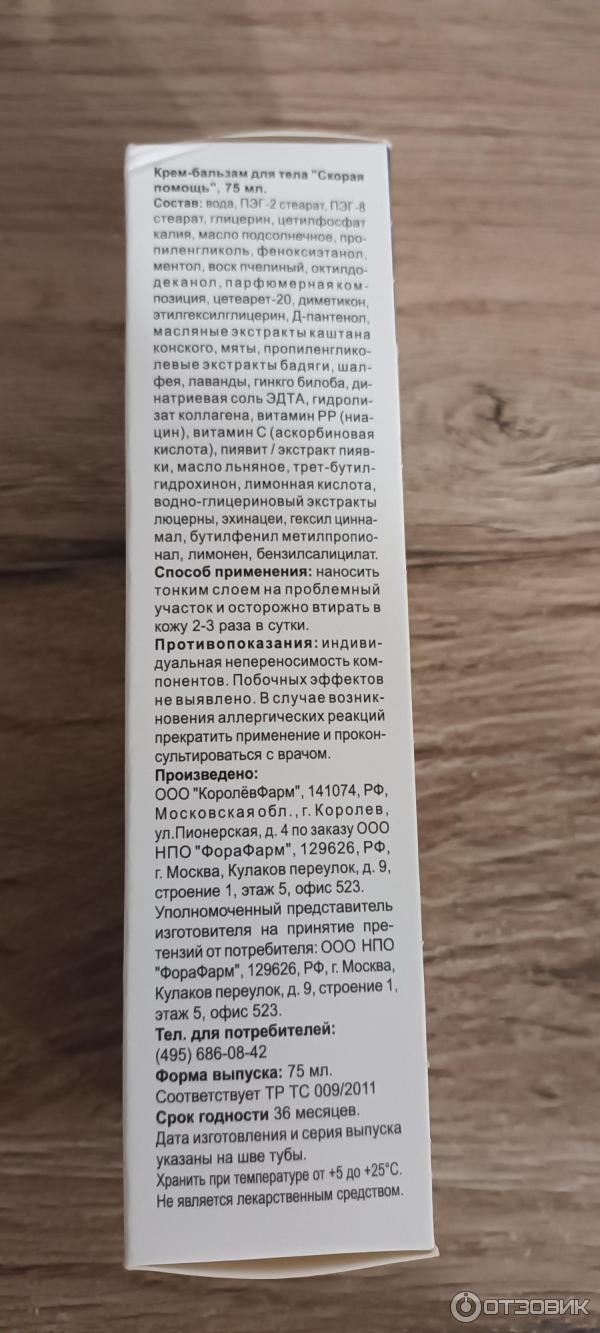 Крем-бальзам для тела "Скорая
помощь", 75 мл.
Состав: вода, ПЭГ-2 стеарат, ПЭГ-8
стеарат, глицерин, цетилфосфат
калия, масло подсолнечное, про-
пиленгликоль, феноксиэтанол,
ментол, воск пчелиный, октилдо-
деканол, парфюмерная ком-
позиция, цетеарет-20, диметикон,
этилгексилглицерин, Д-пантенол,
масляные экстракты каштана
конского, мяты, пропиленглико-
левые экстракты бадяги, шал-
фея, лаванды, гинкго билоба, ди-
натриевая соль ЭДТА, гидроли-
зат коллагена, витамин РР (ниа-
цин), витамин С (аскорбиновая
кислота), пиявит / экстракт пияв-
ки, масло льняное, трет-бутил-
гидрохинон, лимонная кислота,
водно-глицериновый экстракты
люцерны, эхинацеи, гексил цинна-
мал, бутилфенил метилпропио-
нал, лимонен, бензилсалицилат.
Способ применения: наносить
тонким слоем на проблемный
участок и осторожно втирать в
кожу 2-3 раза в сутки.
Противопоказания: индиви-
дуальная непереносимость ком-
понентов. Побочных эффектов
не выявлено. В случае возник-
новения аллергических реакций
прекратить применение и прокон-
сультироваться с врачом.
Произведено:
ООО "КоролёвФарм", 141074, РФ,
Московская обл., г. Королев,
ул.Пионерская, д. 4 по заказу ООО
НПО "ФораФарм", 129626, РФ,
г. Москва, Кулаков переулок, д. 9,
строение 1, этаж 5, офис 523.
Уполномоченный представитель
изготовителя на принятие пре-
тензий от потребителя: ООО НПО
"ФораФарм", 129626, РФ, г. Москва,
Кулаков переулок, д. 9, строение 1,
этаж 5, офис 523.
Тел. для потребителей:
(495) 686-08-42
Форма выпуска: 75 мл.
Соответствует ТР ТС 009/2011
Срок годности 36 месяцев.
Дата изготовления и серия выпуска
указаны на шве тубы.
Хранить при температуре от +5 до +25°С.
Не является лекарственным средством.
ОТЗОВИК